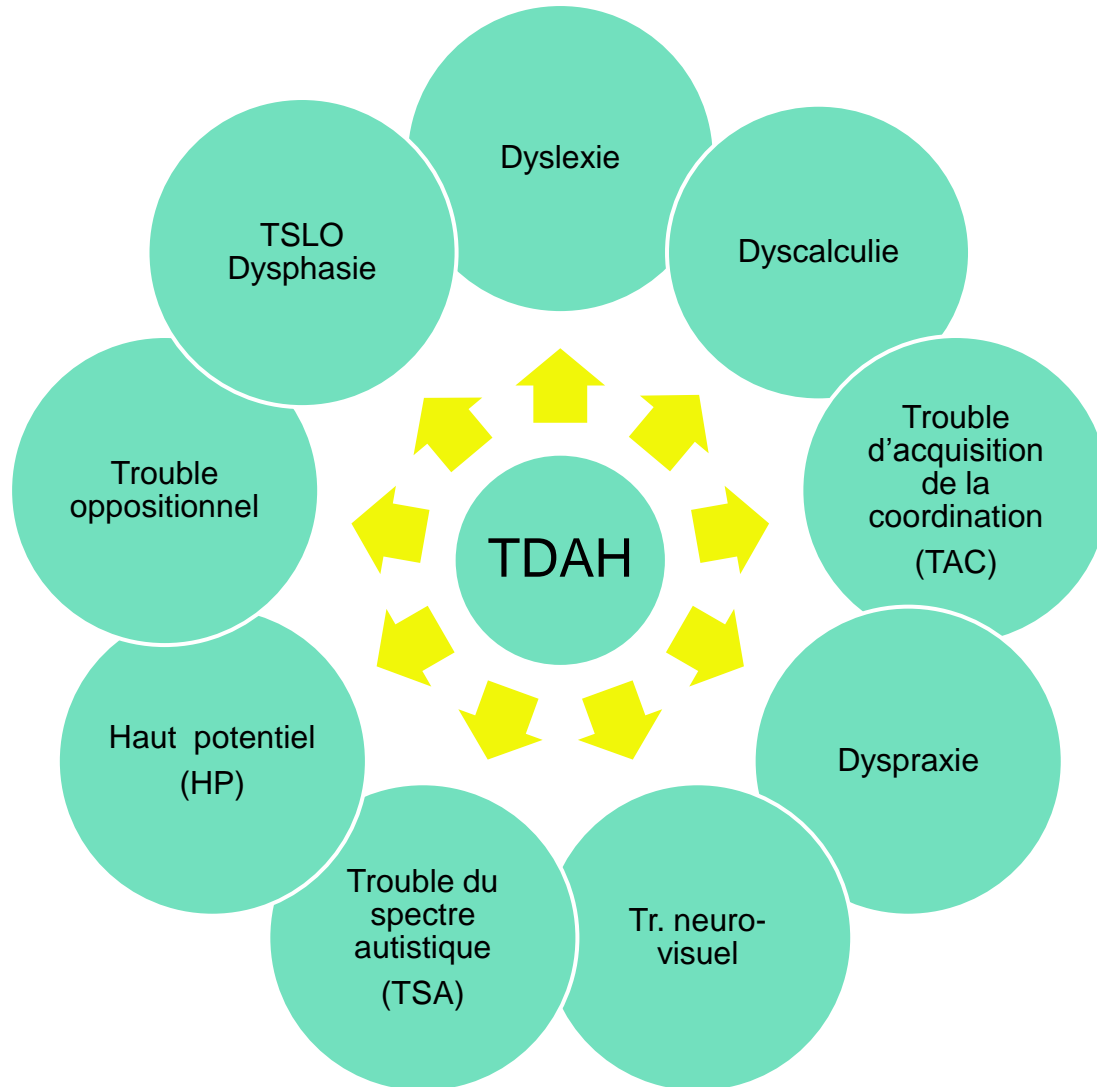 Dyslexie
Dyscalculie
Trouble
d’acquisition
de la
coordination
(TAC)
Dyspraxie
Tr. neuro-
visuel
Trouble du
spectre
autistique
(TSA)
Haut  potentiel
(HP)
Trouble
oppositionnel
TSLO
Dysphasie
TDAH